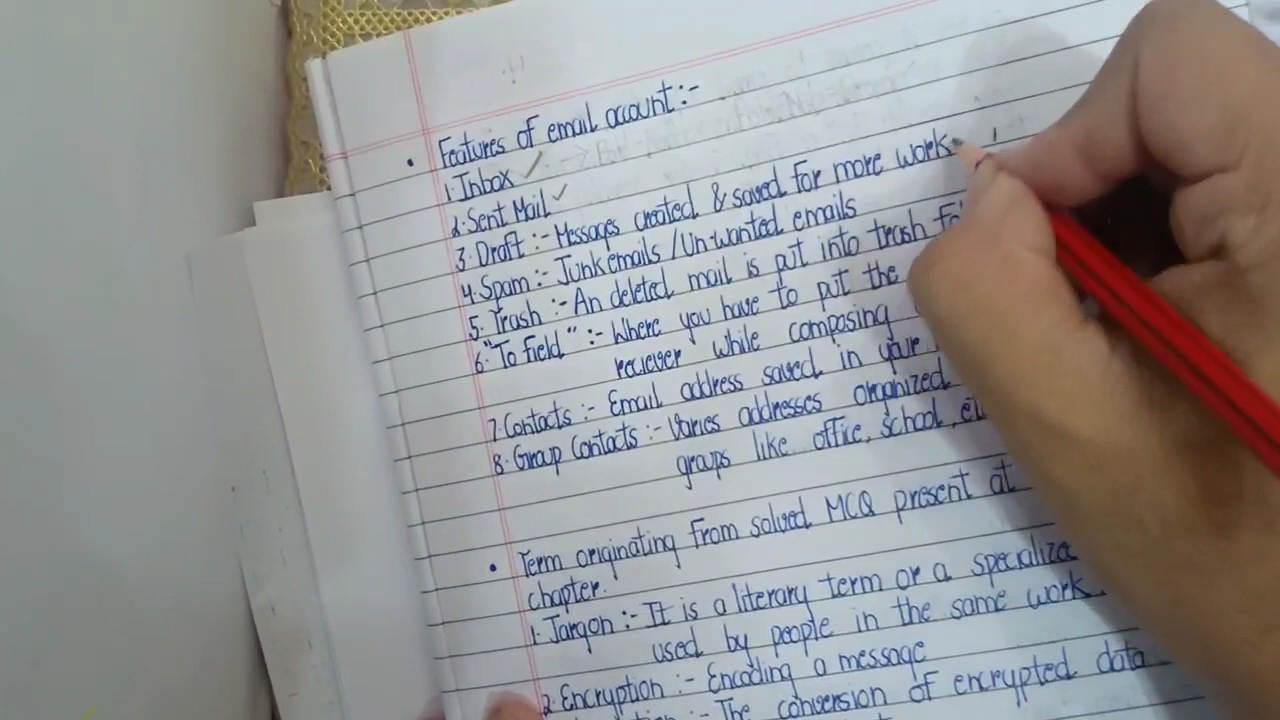 • Features of email account :-
1. Inbox ✓
2. Sent Mail ✓
3. Draft :- Messages created & saved for more work
4. Spam :- Junk emails / Un-wanted emails
5. Trash :- An deleted mail is put into trash
6. "To field" :- Where you have to put the
reciever while composing
7. Contacts :- Email address saved in your
8. Group Contacts :- Varies addresses organized
groups like office, school,
• Term originating from solved MCQ present at
chapter.
1. Jargon :- It is a literary term or a
used by people in the same work.
2. Encryption :- Encoding a message
:- The conversion of encrypted data